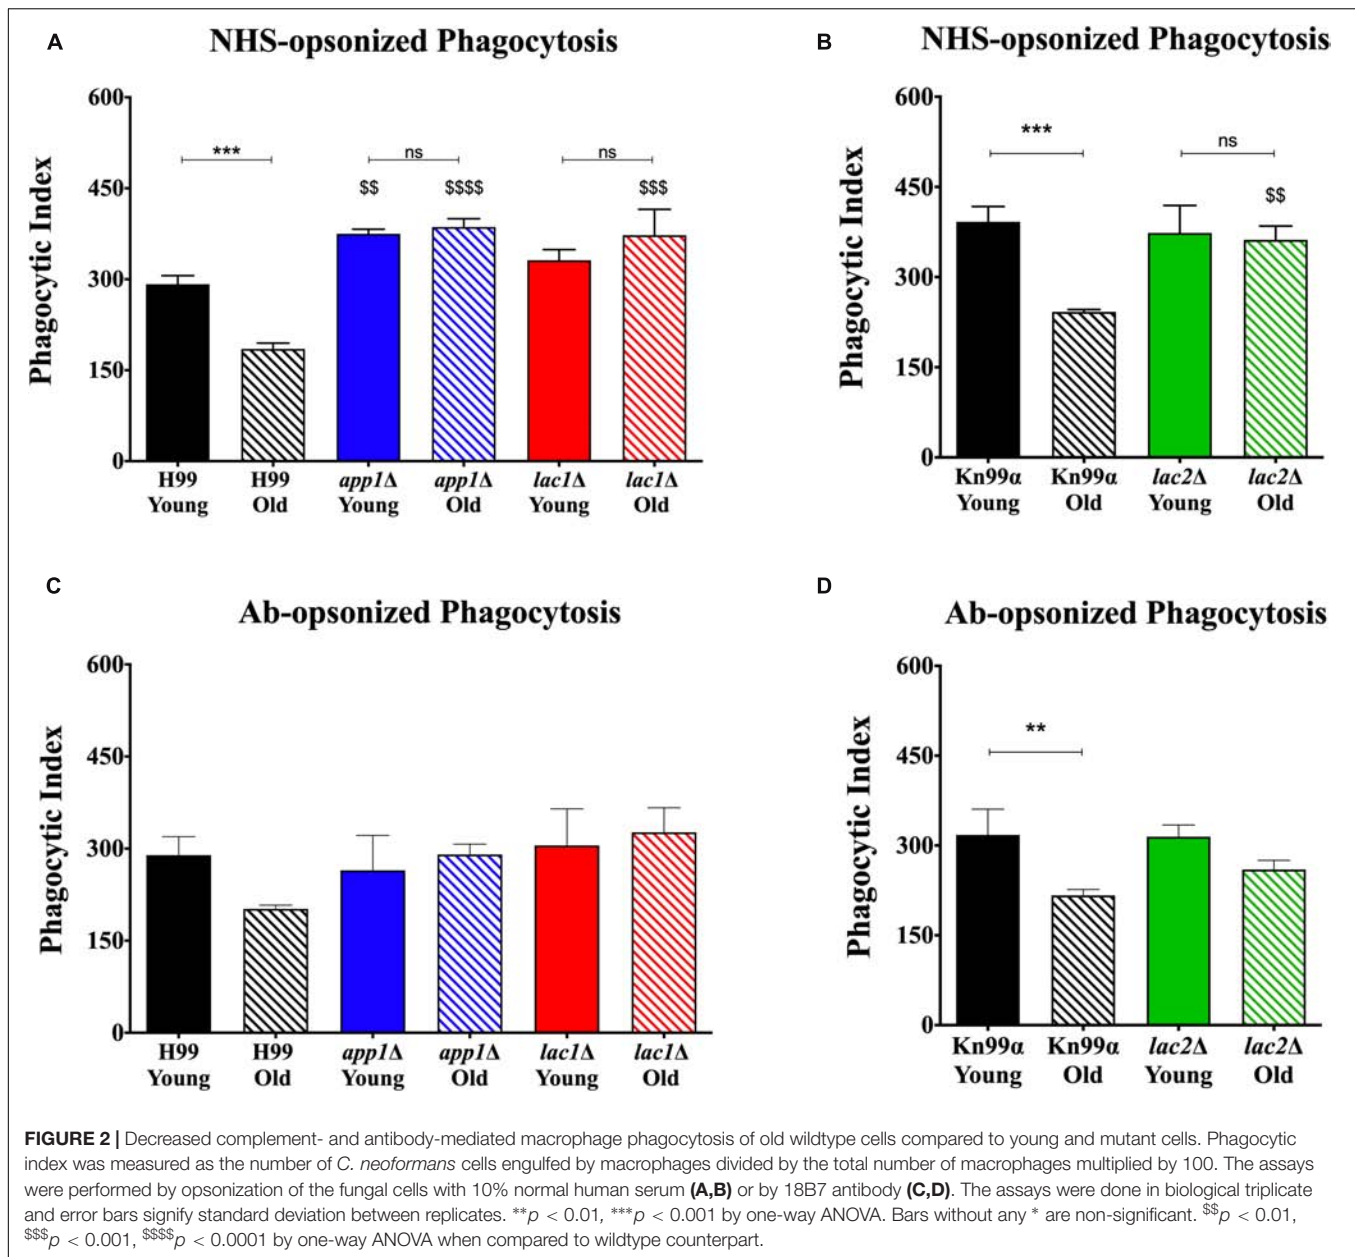 A
NHS-opsonized Phagocytosis
Phagocytic Index
600
450
300
150
0
***
ns
ns
$$
$$$$
$$$
H99 H99 app1Δ app1Δ lac1Δ lac1Δ
Young Old Young Old Young Old
B
NHS-opsonized Phagocytosis
Phagocytic Index
600
450
300
150
0
***
ns
$$
Kn99α Kn99α lac2Δ lac2Δ
Young Old Young Old
C
Ab-opsonized Phagocytosis
Phagocytic Index
600
450
300
150
0
H99 H99 app1Δ app1Δ lac1Δ lac1Δ
Young Old Young Old Young Old
D
Ab-opsonized Phagocytosis
Phagocytic Index
600
450
300
150
0
**
Kn99α Kn99α lac2Δ lac2Δ
Young Old Young Old
FIGURE 2 | Decreased complement- and antibody-mediated macrophage phagocytosis of old wildtype cells compared to young and mutant cells. Phagocytic
index was measured as the number of C. neoformans cells engulfed by macrophages divided by the total number of macrophages multiplied by 100. The assays
were performed by opsonization of the fungal cells with 10% normal human serum (A,B) or by 18B7 antibody (C,D). The assays were done in biological triplicate
and error bars signify standard deviation between replicates. **p < 0.01, ***p < 0.001 by one-way ANOVA. Bars without any * are non-significant. $$p < 0.01,
$$$p < 0.001, $$$$p < 0.0001 by one-way ANOVA when compared to wildtype counterpart.